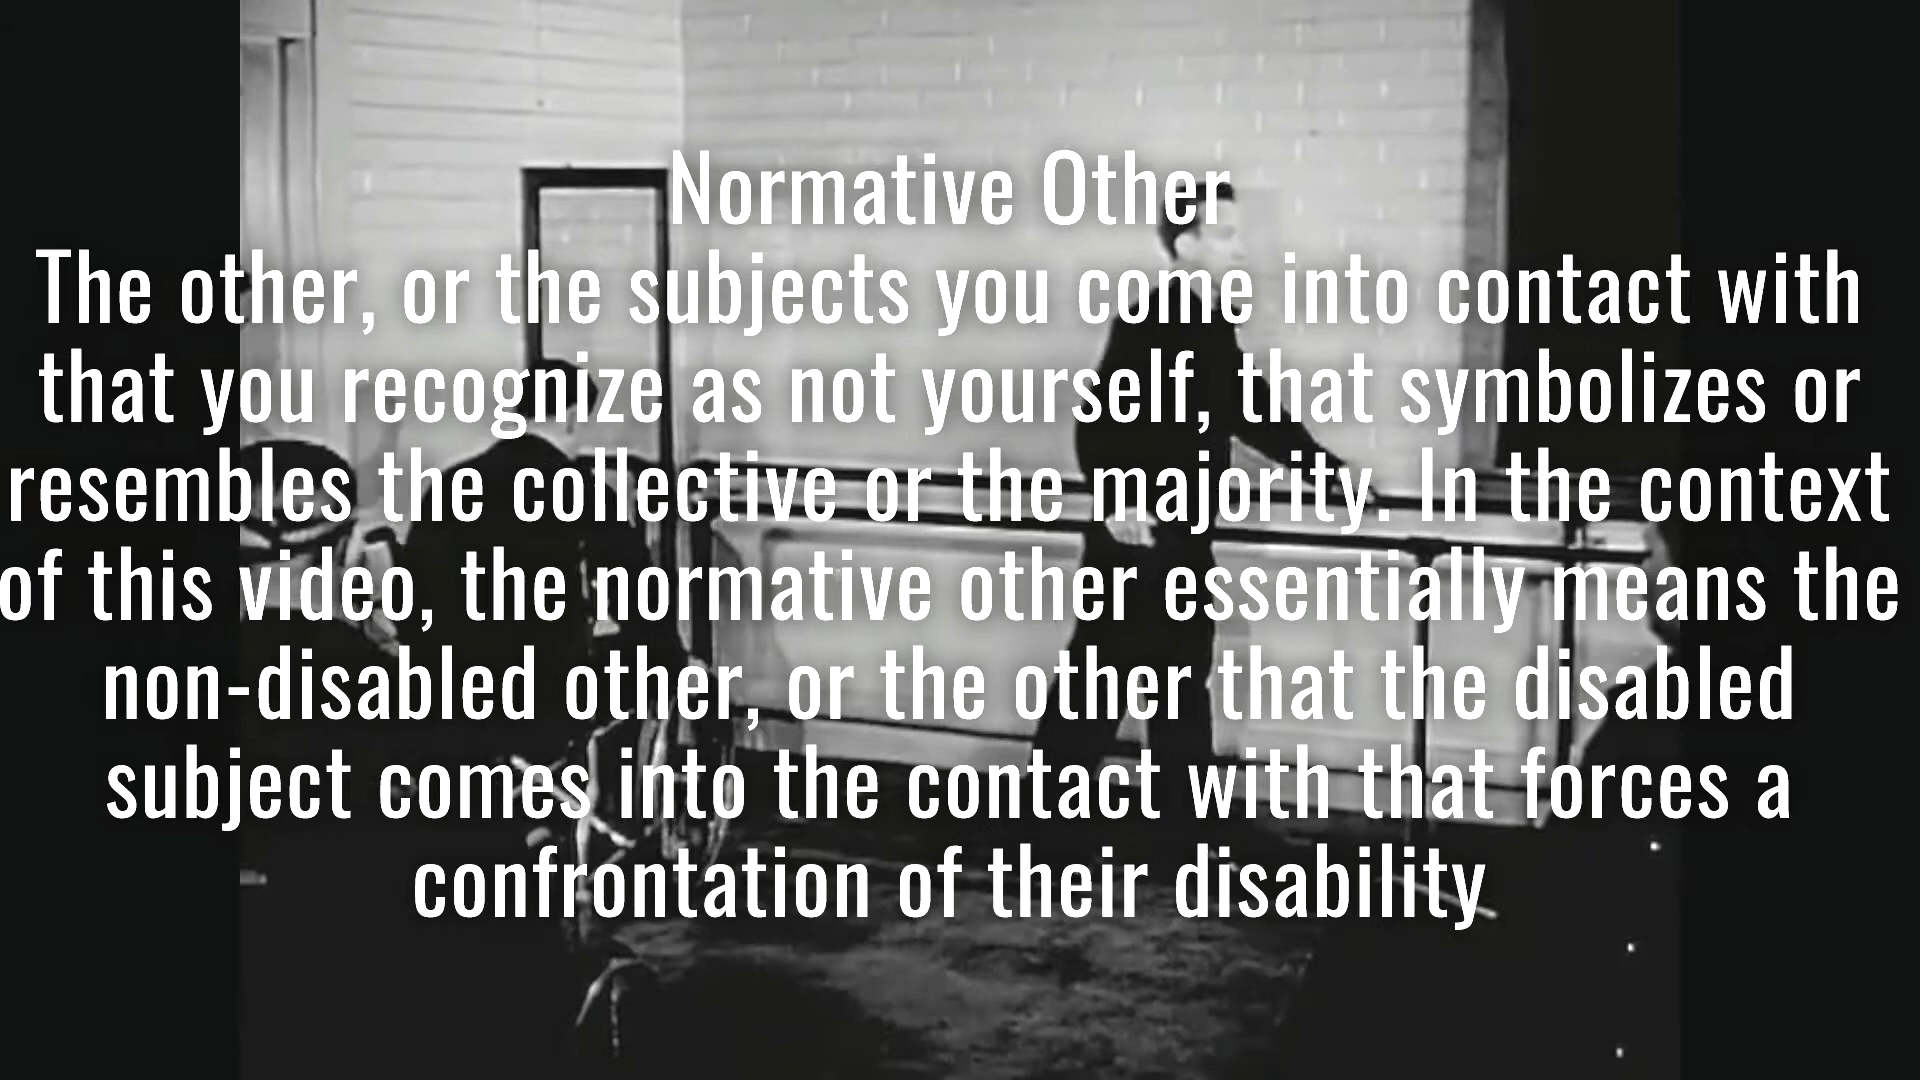 Normative Other
The other, or the subjects you come into contact with
that you recognize as not yourself, that symbolizes or
resembles the collective or the majority. In the context
of this video, the normative other essentially means the
non-disabled other, or the other that the disabled
subject comes into the contact with that forces a
confrontation of their disability